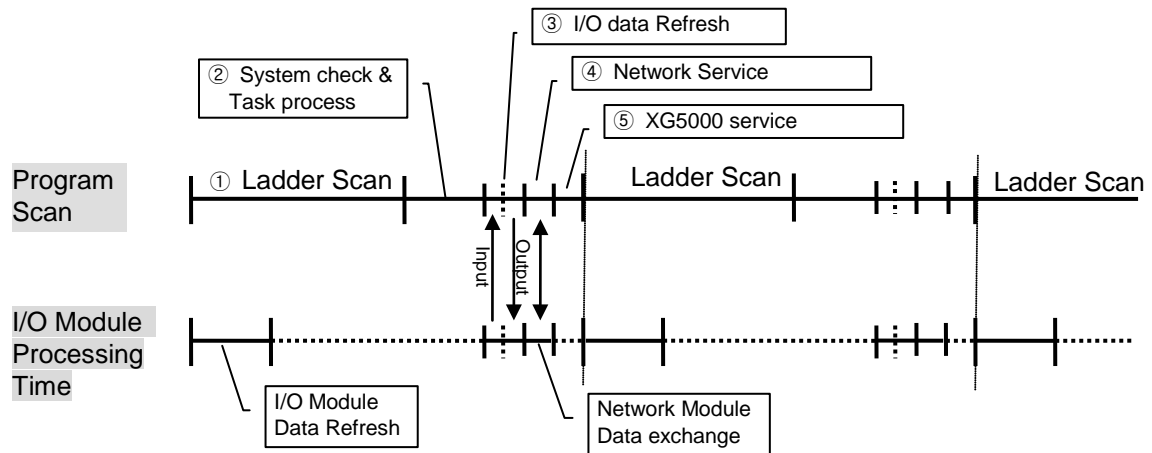 ③ I/O data Refresh
② System check &
Task process
④ Network Service
⑤ XG5000 service
Program
Scan
① Ladder Scan
Ladder Scan
Ladder Scan
Input
Output
I/O Module
Processing
Time
I/O Module
Data Refresh
Network Module
Data exchange